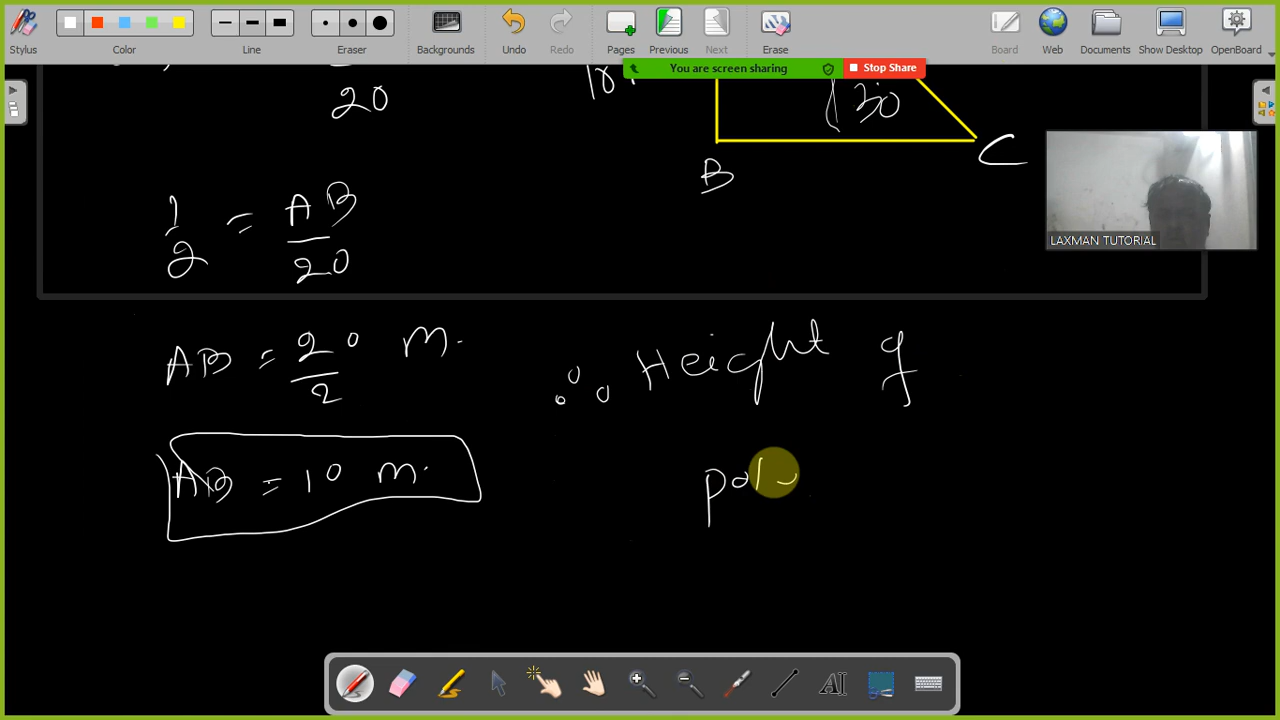 Stylus Color Line Eraser Backgrounds Undo Redo Pages Previous Next Erase Board Web Documents Show Desktop OpenBoard
You are screen sharing Stop Share
20
30
B
C
LAXMAN TUTORIAL
1/2 = AB/20
AB = 20/2 m.
∴ Height of
AB = 10 m.
pole